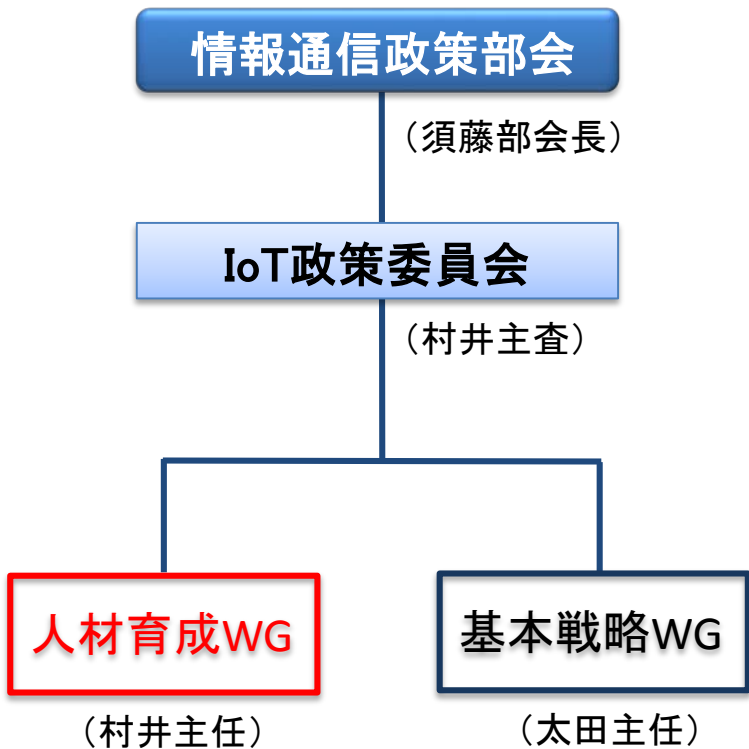 情報通信政策部会
（須藤部会長）
IoT政策委員会
（村井主査）
人材育成WG
基本戦略WG
（村井主任）
（太田主任）